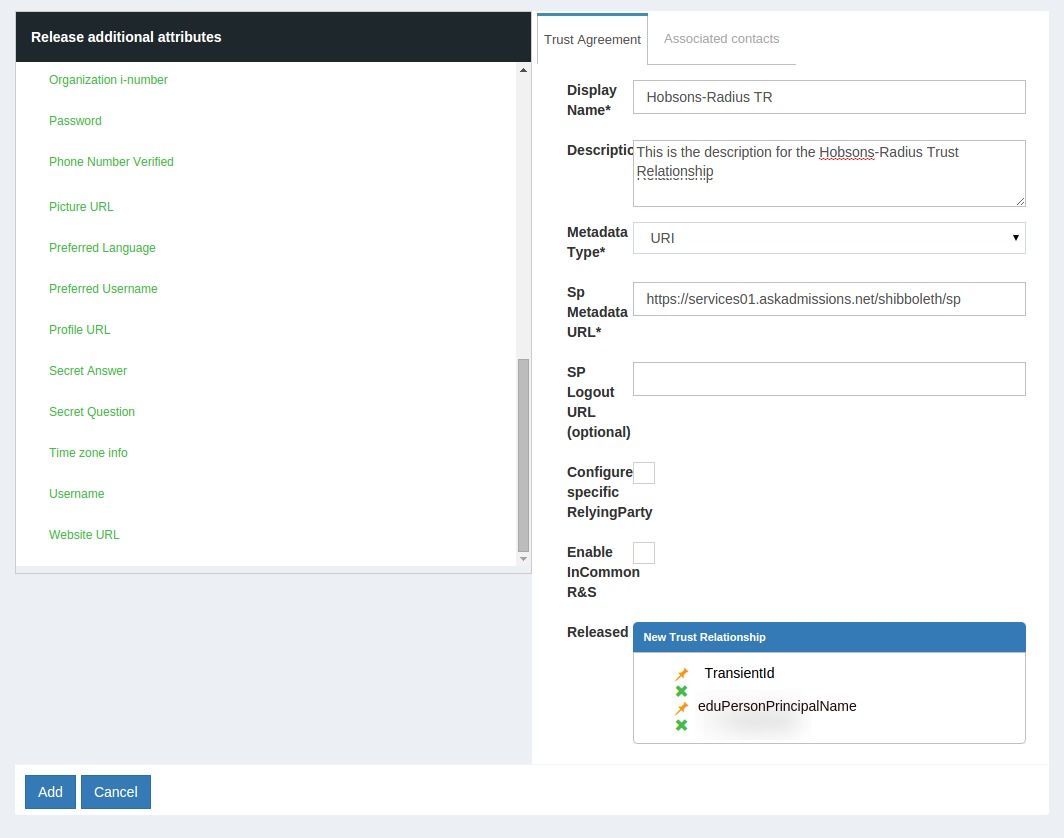 Release additional attributes
Organization i-number
Password
Phone Number Verified
Picture URL
Preferred Language
Preferred Username
Profile URL
Secret Answer
Secret Question
Time zone info
Username
Website URL
Trust Agreement
Associated contacts
Display
Name*
Hobsons-Radius TR
Descriptio
This is the description for the Hobsons-Radius Trust
Relationship
Metadata
Type*
URI
Sp
Metadata
URL*
https://services01.askadmissions.net/shibboleth/sp
SP
Logout
URL
(optional)
Configure
specific
RelyingParty
Enable
InCommon
R&S
Released
New Trust Relationship
TransientId
eduPersonPrincipalName
Add
Cancel